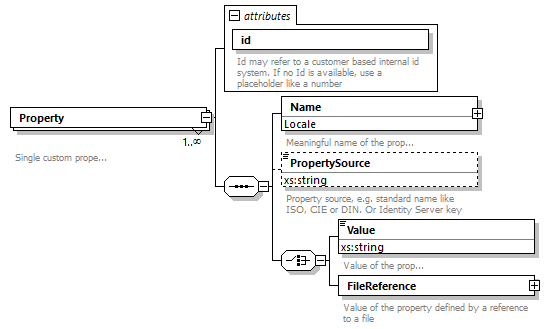 attributes
id
Id may refer to a customer based internal id
system. If no Id is available, use a
placeholder like a number
Property
1..∞
Single custom prope...
Name
Locale
Meaningful name of the prop...
PropertySource
xs:string
Property source, e.g. standard name like
ISO, CIE or DIN. Or Identity Server key
Value
xs:string
Value of the prop...
FileReference
Value of the property defined by a reference
to a file